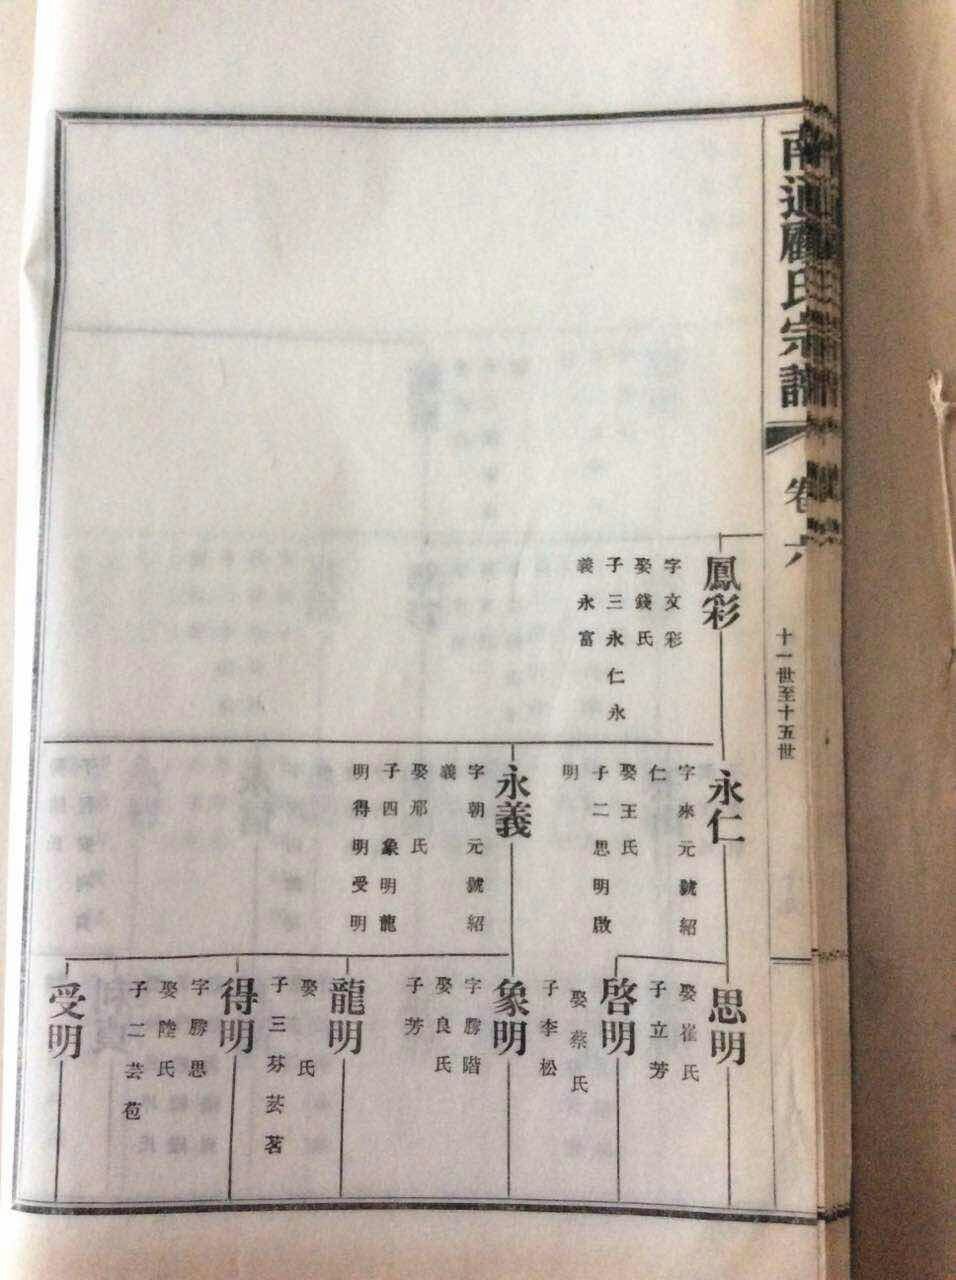 南通顧氏宗譜
卷六
十一世至十五世
鳳彩
字文彩
娶錢氏
子三永仁永
義永富
永仁
字來元號紹
仁
娶王氏
子二思明啟
明
永義
字朝元號紹
義
娶邢氏
子四象明龍
明得明受明
思明
娶崔氏
子立芳
啓明
娶蔡氏
子李松
象明
字膠階
娶良氏
子芳
龍明
娶 氏
子三芬芸茗
得明
字膠思
娶陸氏
子二芸苞
受明